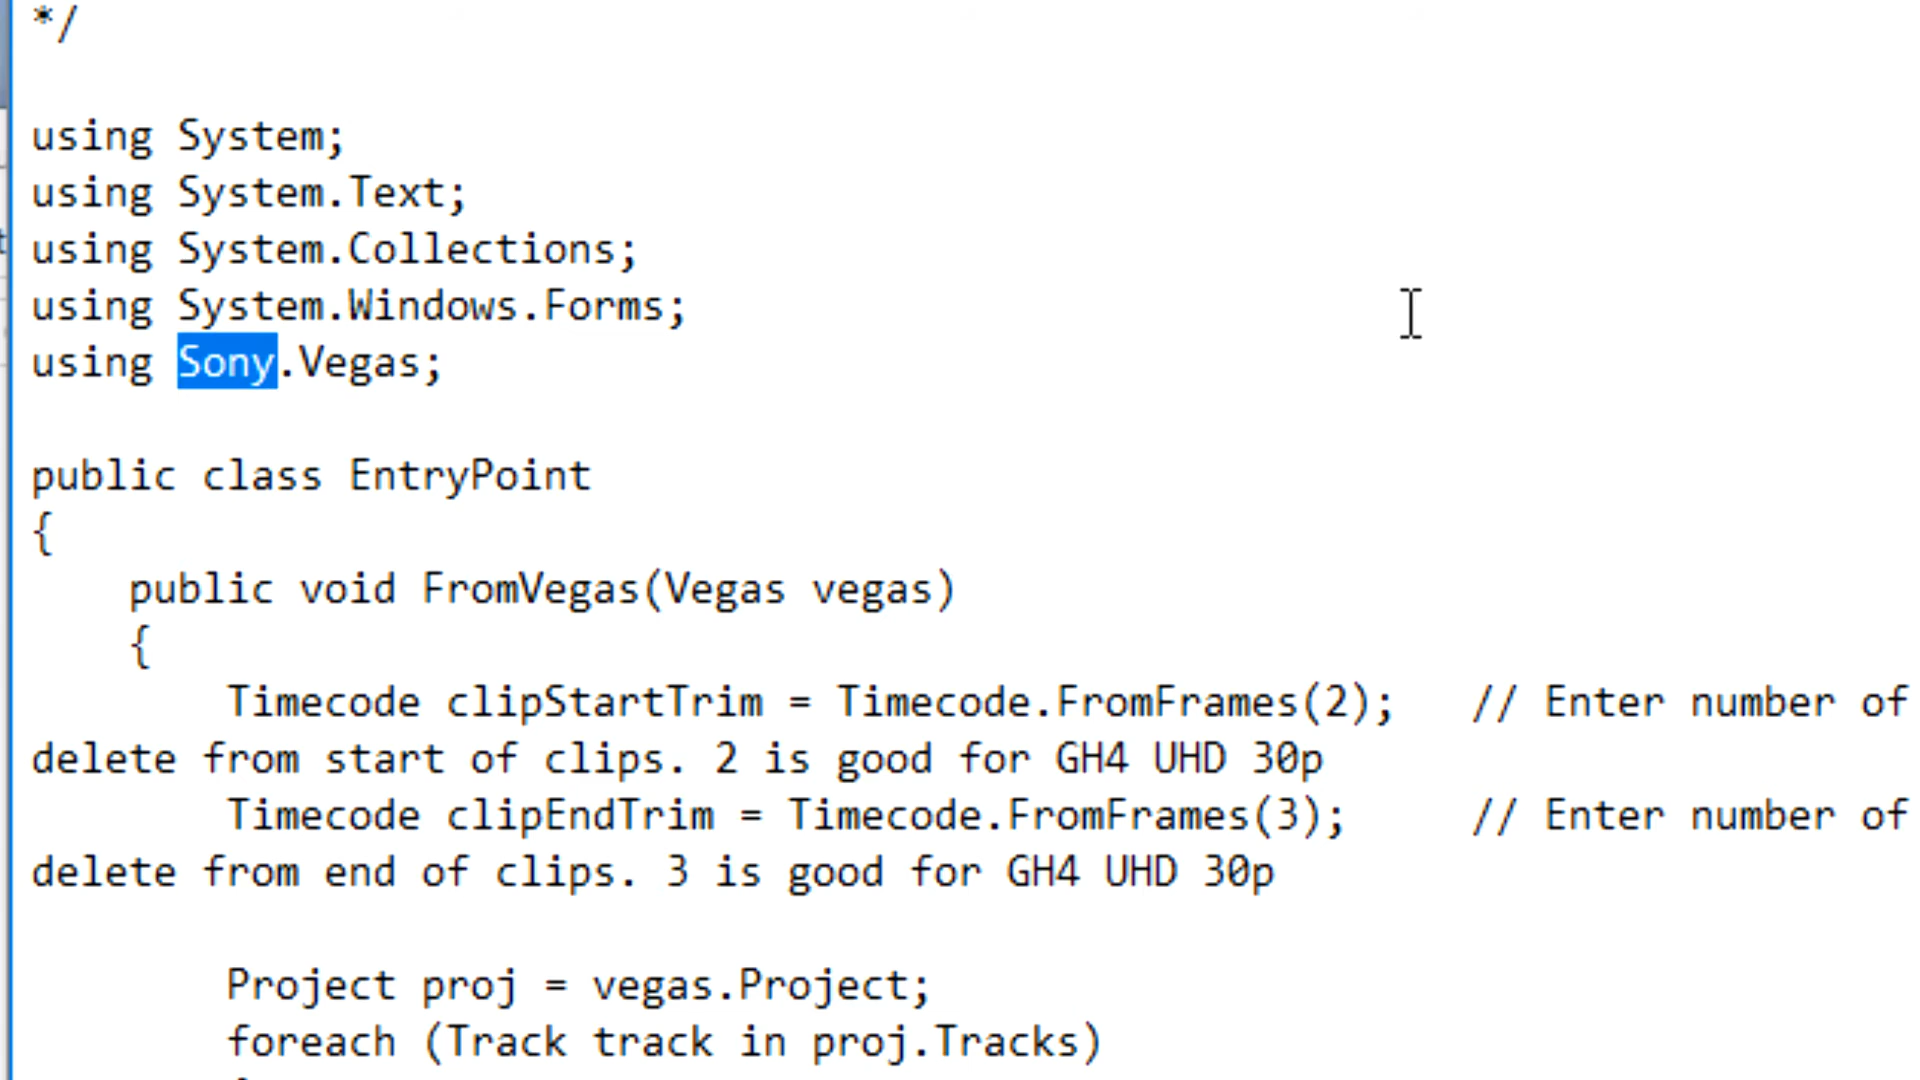 */
using System;
using System.Text;
using System.Collections;
using System.Windows.Forms;
using Sony.Vegas;
public class EntryPoint
{
public void FromVegas(Vegas vegas)
{
Timecode clipStartTrim = Timecode.FromFrames(2);   // Enter number of
delete from start of clips. 2 is good for GH4 UHD 30p
Timecode clipEndTrim = Timecode.FromFrames(3);     // Enter number of
delete from end of clips. 3 is good for GH4 UHD 30p
Project proj = vegas.Project;
foreach (Track track in proj.Tracks)